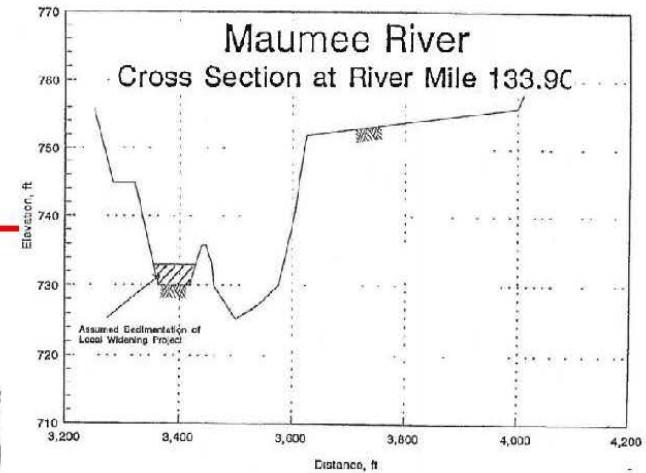 Maumee River
Cross Section at River Mile 133.90
770
760
750
740
730
720
710
Elevation, ft
Assumed Sedimentation of
Local Widening Project
3,200
3,400
3,000
3,800
4,000
4,200
Distance, ft